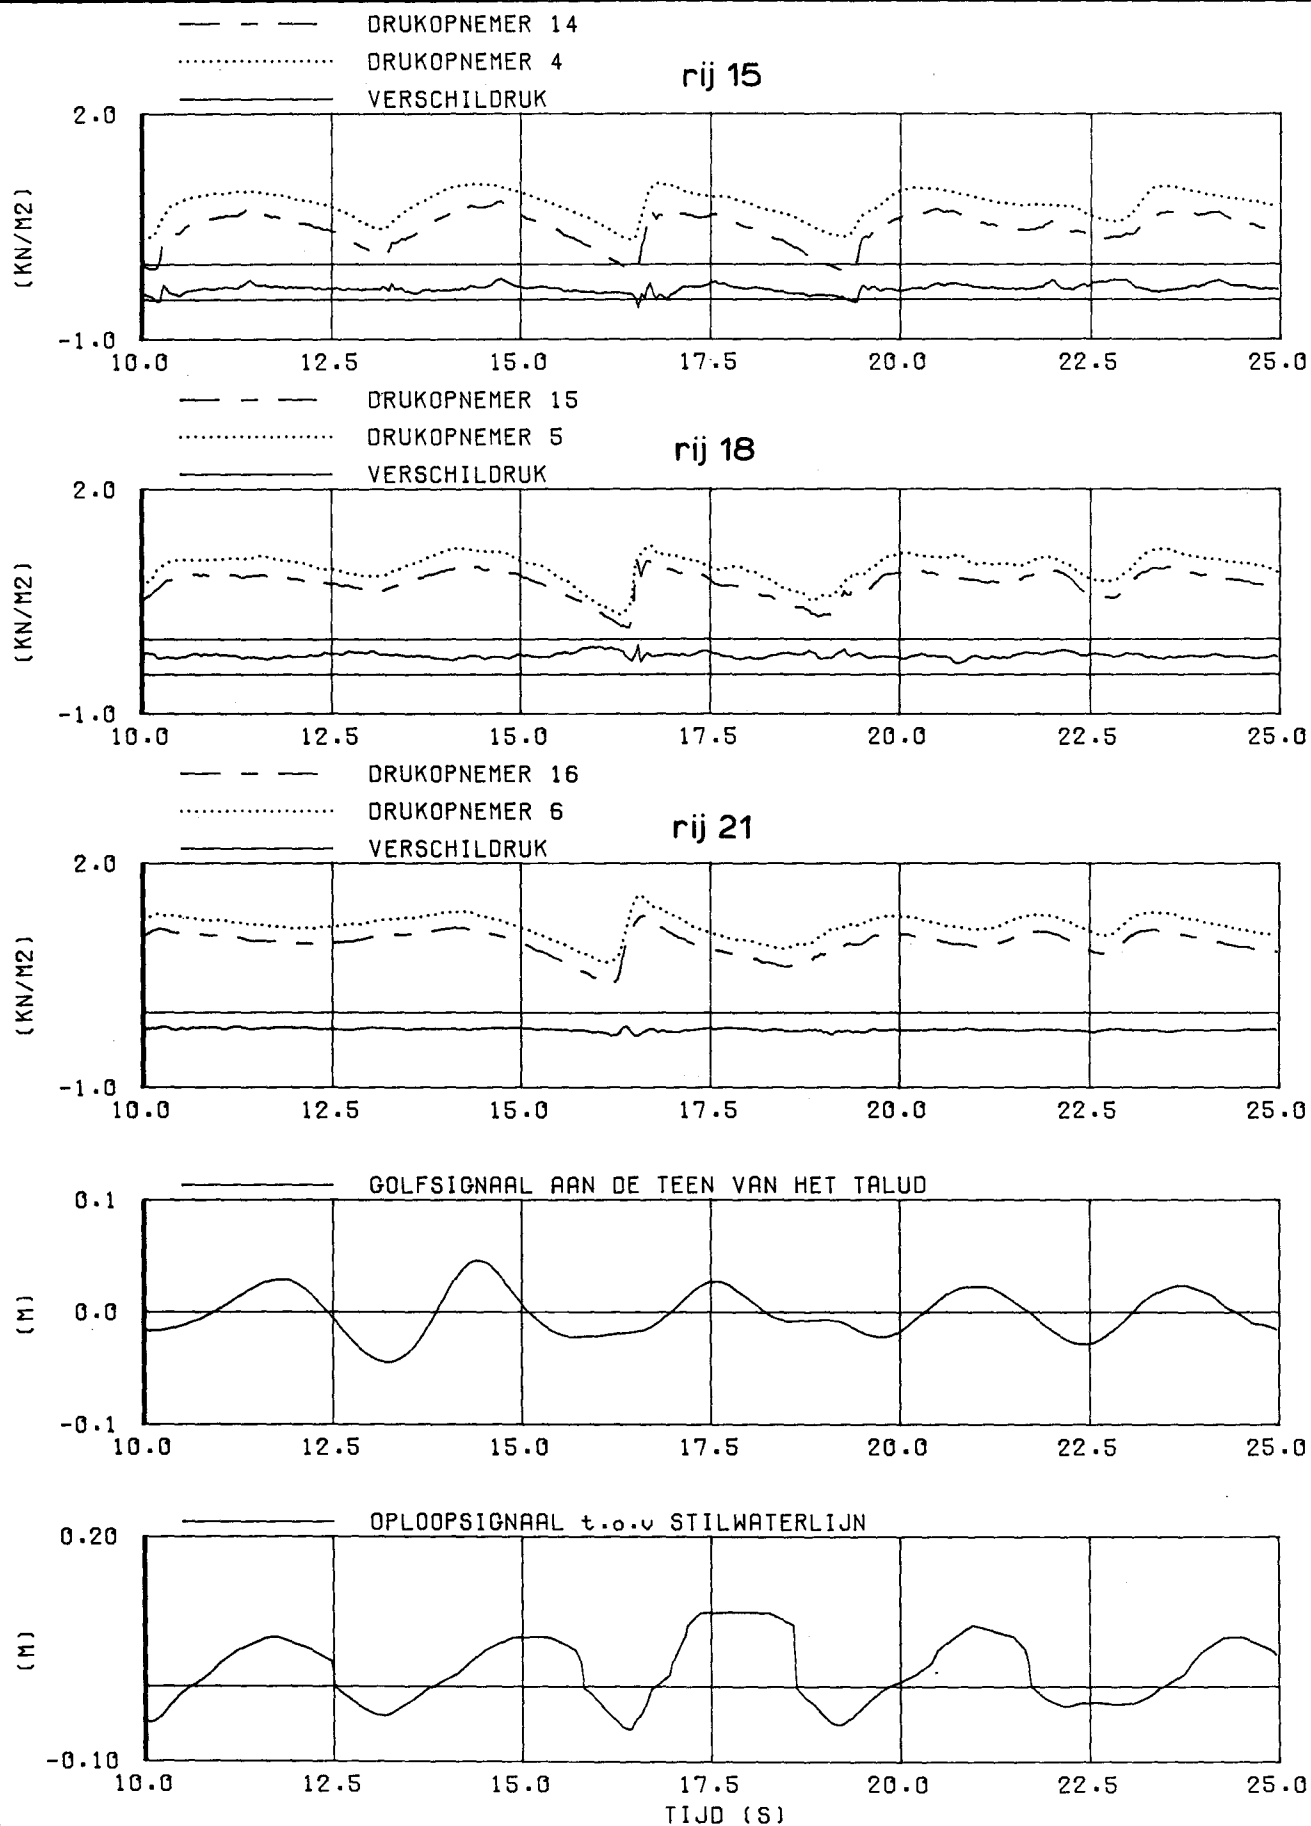 DRUKOPNEMER 14
DRUKOPNEMER 4
rij 15
VERSCHILDRUK
2.0
(KN/M2)
-1.0
10.0 12.5 15.0 17.5 20.0 22.5 25.0
DRUKOPNEMER 15
DRUKOPNEMER 5
rij 18
VERSCHILDRUK
2.0
(KN/M2)
-1.0
10.0 12.5 15.0 17.5 20.0 22.5 25.0
DRUKOPNEMER 16
DRUKOPNEMER 6
rij 21
VERSCHILDRUK
2.0
(KN/M2)
-1.0
10.0 12.5 15.0 17.5 20.0 22.5 25.0
GOLFSIGNAAL AAN DE TEEN VAN HET TALUD
0.1
0.0
(M)
-0.1
10.0 12.5 15.0 17.5 20.0 22.5 25.0
OPLOOPSIGNAAL t.o.v STILWATERLIJN
0.20
(M)
-0.10
10.0 12.5 15.0 17.5 20.0 22.5 25.0
TIJD (S)